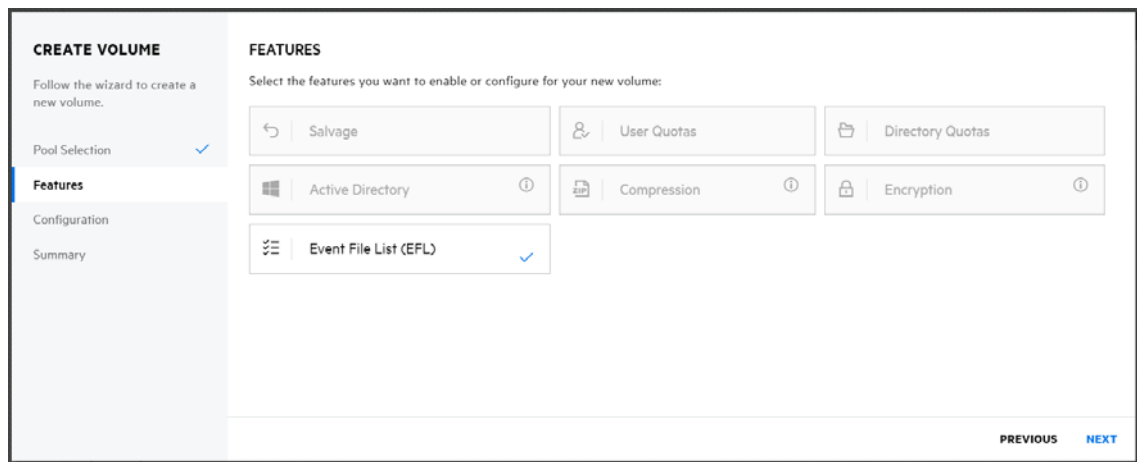 CREATE VOLUME
Follow the wizard to create a
new volume.
Pool Selection
Features
Configuration
Summary
FEATURES
Select the features you want to enable or configure for your new volume:
Salvage
User Quotas
Directory Quotas
Active Directory
ZIP
Compression
Encryption
Event File List (EFL)
PREVIOUS
NEXT